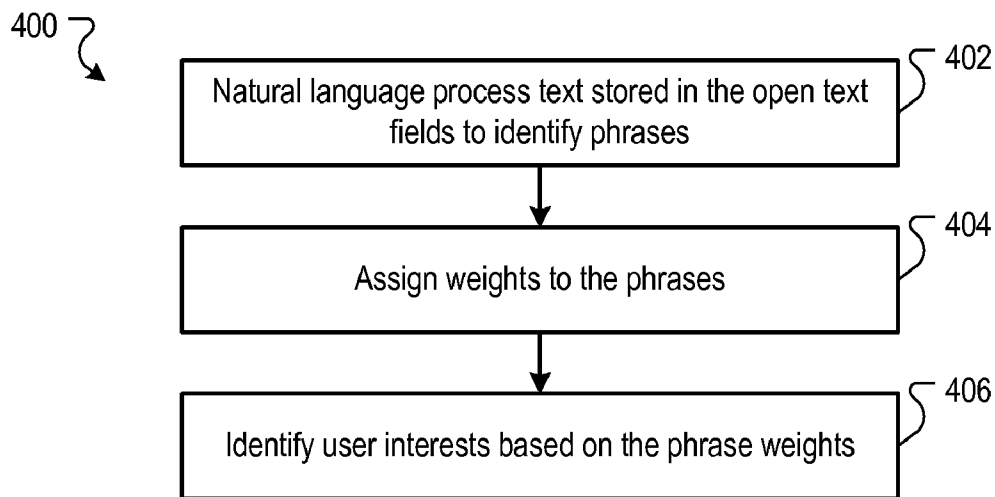 400
402
Natural language process text stored in the open text
fields to identify phrases
404
Assign weights to the phrases
406
Identify user interests based on the phrase weights